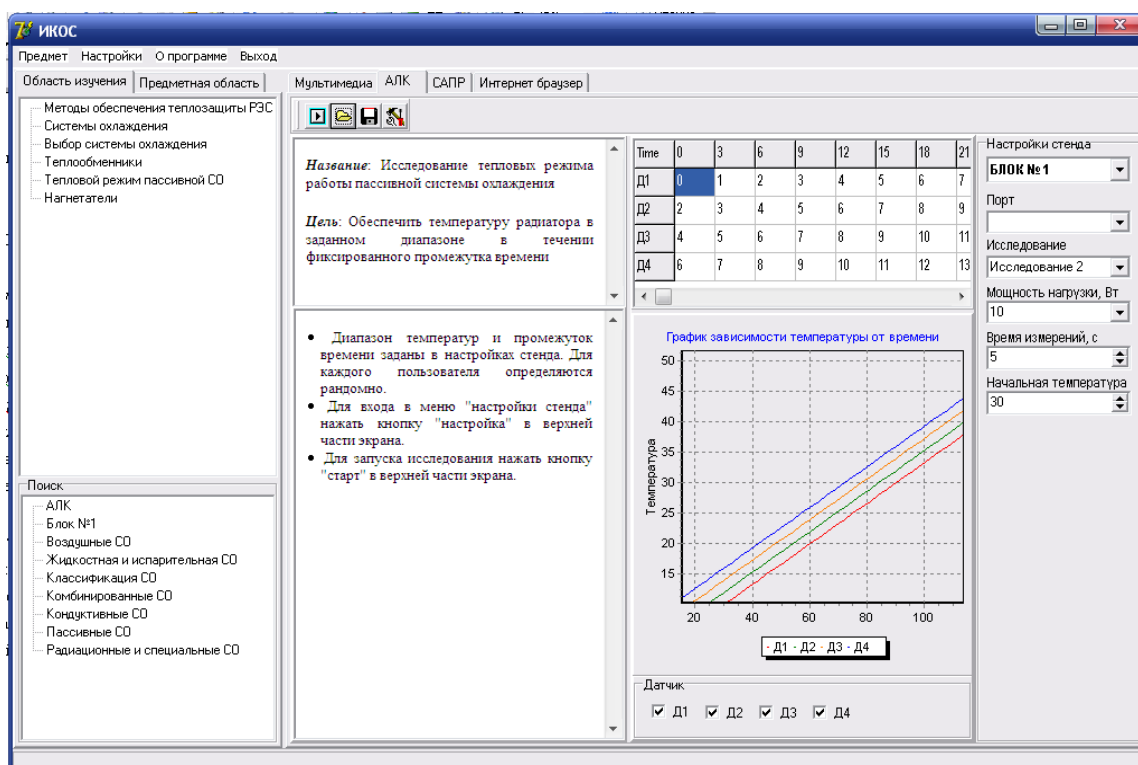 ИКОС
Предмет Настройки О программе Выход
Область изучения Предметная область
Методы обеспечения теплозащиты РЭС
Системы охлаждения
Выбор системы охлаждения
Теплообменники
Тепловой режим пассивной СО
Нагнетатели
Поиск
АЛК
Блок №1
Воздушные СО
Жидкостная и испарительная СО
Классификация СО
Комбинированные СО
Кондуктивные СО
Пассивные СО
Радиационные и специальные СО
Мультимедиа АЛК САПР Интернет браузер
Название: Исследование тепловых режима
работы пассивной системы охлаждения
Цель: Обеспечить температуру радиатора в
заданном диапазоне в течении
фиксированного промежутка времени
• Диапазон температур и промежуток
времени заданы в настройках стенда. Для
каждого пользователя определяются
рандомно.
• Для входа в меню "настройки стенда"
нажать кнопку "настройка" в верхней
части экрана.
• Для запуска исследования нажать кнопку
"старт" в верхней части экрана.
Time 0 3 6 9 12 15 18 21
Д1 0 1 2 3 4 5 6 7
Д2 2 3 4 5 6 7 8 9
Д3 4 5 6 7 8 9 10 11
Д4 6 7 8 9 10 11 12 13
График зависимости температуры от времени
Температура
50
45
40
35
30
25
20
15
20 40 60 80 100
- Д1 - Д2 - Д3 - Д4
Датчик
Д1 Д2 Д3 Д4
Настройки стенда
БЛОК № 1
Порт
Исследование
Исследование 2
Мощность нагрузки, Вт
10
Время измерений, с
5
Начальная температура
30